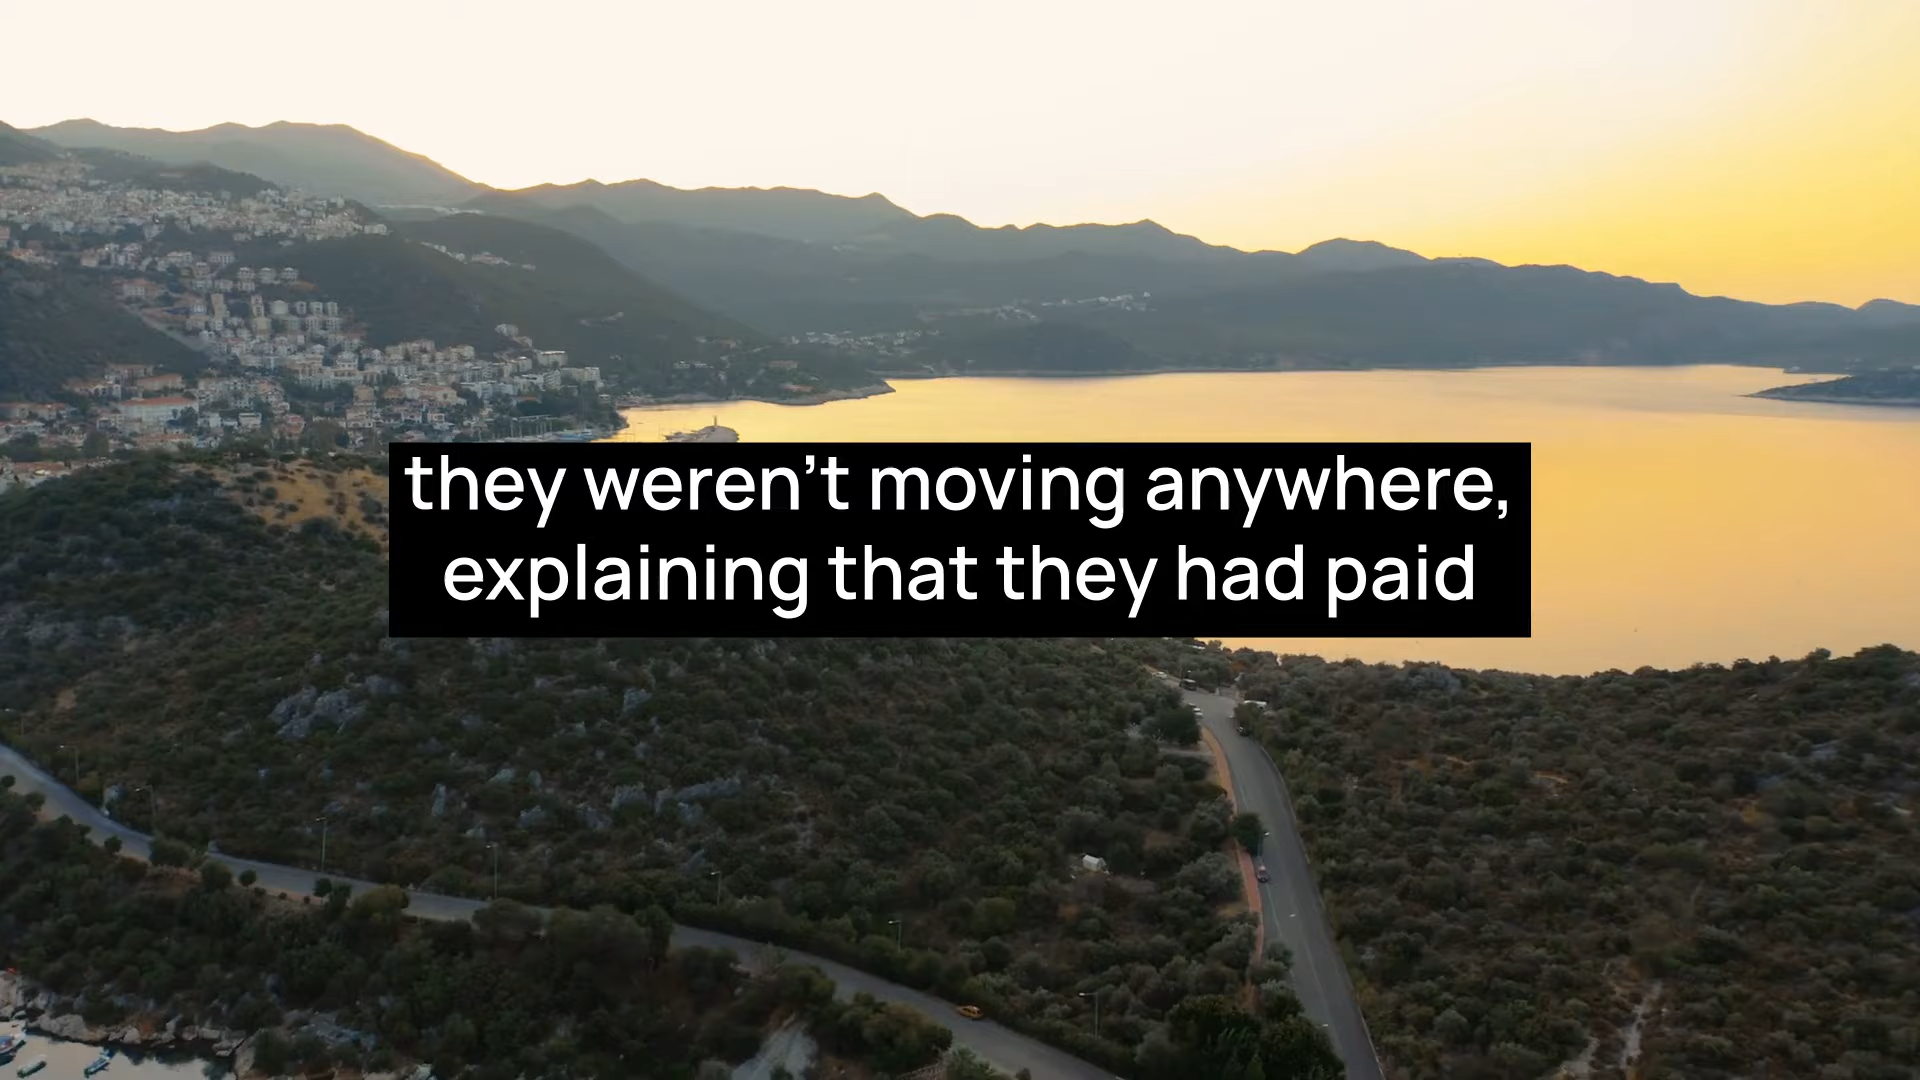 they weren’t moving anywhere,
explaining that they had paid